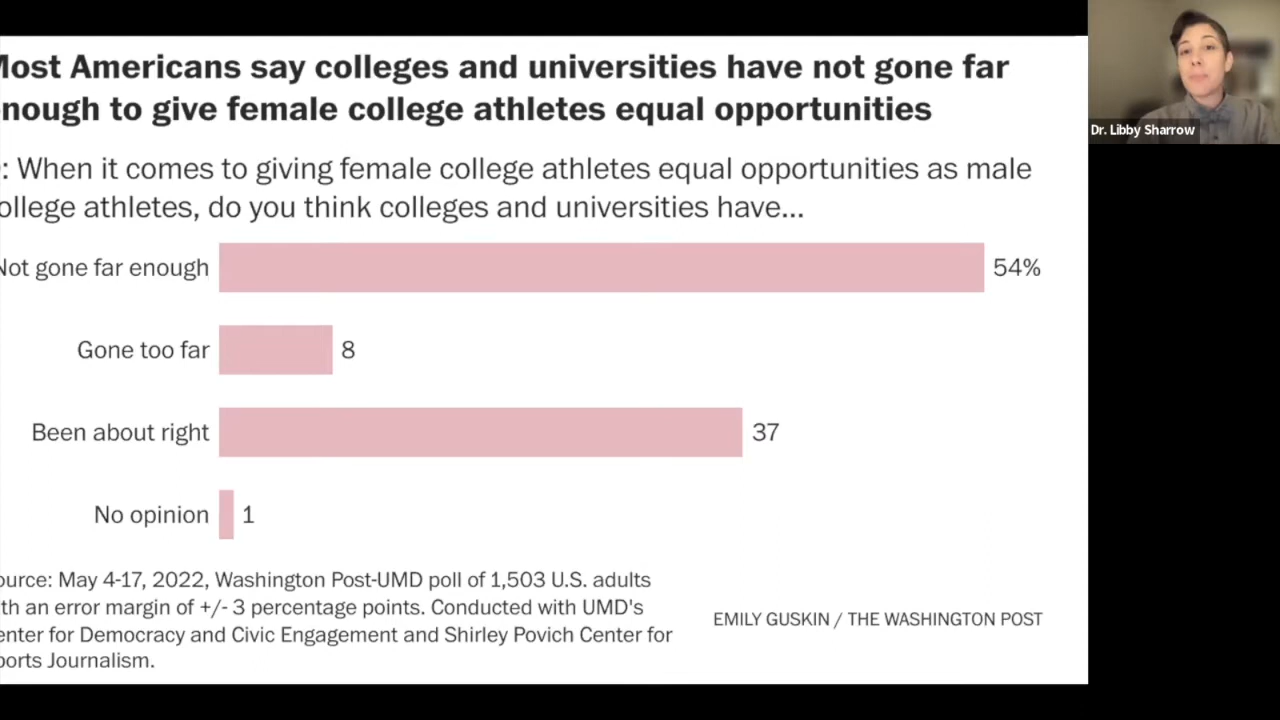 Most Americans say colleges and universities have not gone far
enough to give female college athletes equal opportunities
: When it comes to giving female college athletes equal opportunities as male
ollege athletes, do you think colleges and universities have...
Not gone far enough 54%
Gone too far 8
Been about right 37
No opinion 1
ource: May 4-17, 2022, Washington Post-UMD poll of 1,503 U.S. adults
th an error margin of +/- 3 percentage points. Conducted with UMD's
enter for Democracy and Civic Engagement and Shirley Povich Center for
ports Journalism.
EMILY GUSKIN / THE WASHINGTON POST
Dr. Libby Sharrow